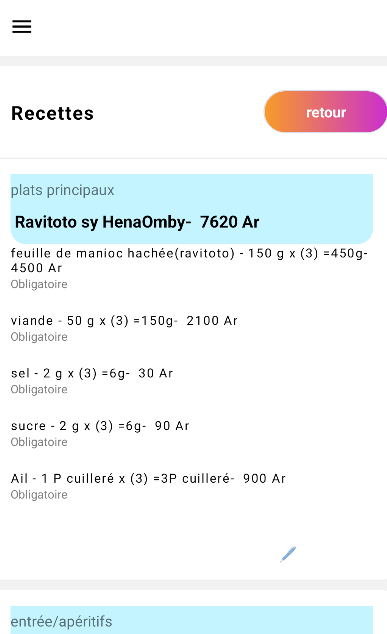 Recettes
retour
plats principaux
Ravitoto sy HenaOmby-  7620 Ar
feuille de manioc hachée(ravitoto) - 150 g x (3) =450g-
4500 Ar
Obligatoire
viande - 50 g x (3) =150g-  2100 Ar
Obligatoire
sel - 2 g x (3) =6g-  30 Ar
Obligatoire
sucre - 2 g x (3) =6g-  90 Ar
Obligatoire
Ail - 1 P cuilleré x (3) =3P cuilleré-  900 Ar
Obligatoire
entrée/apéritifs